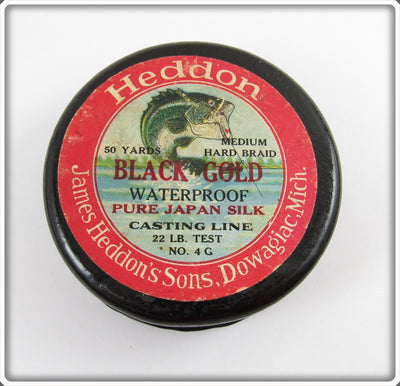 Heddon
50 YARDS MEDIUM
HARD BRAID
BLACK GOLD
WATERPROOF
PURE JAPAN SILK
CASTING LINE
22 LB. TEST
NO. 4 G
James Heddon's Sons, Dowagiac, Mich.